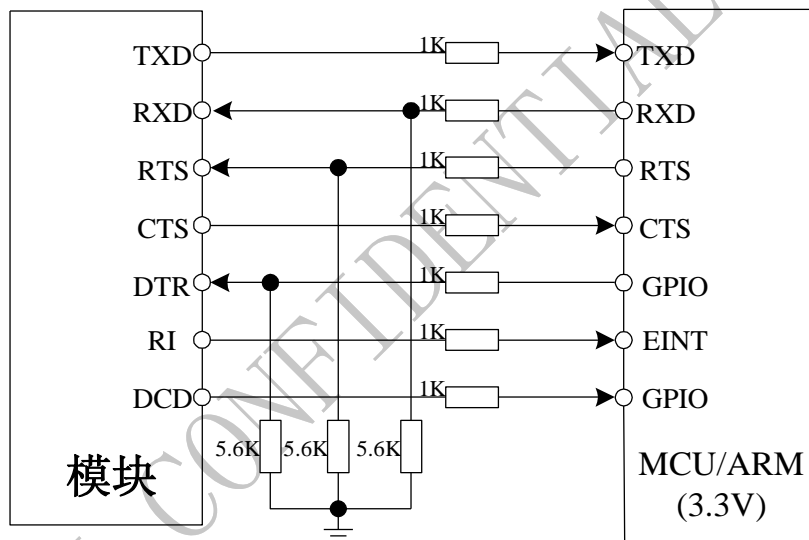 TXD 1K TXD
RXD 1K RXD
RTS 1K RTS
CTS 1K CTS
DTR 1K GPIO
RI 1K EINT
DCD 1K GPIO
5.6K 5.6K 5.6K
模块
MCU/ARM
(3.3V)
CONFIDENTIAL